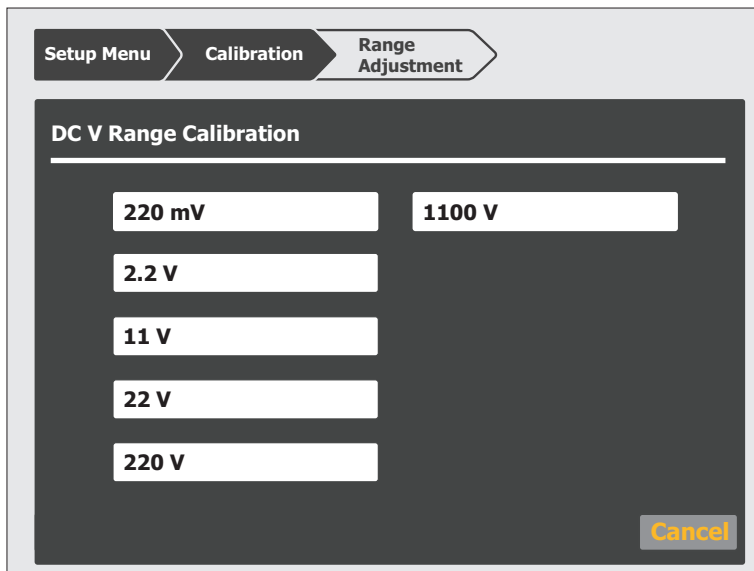 Setup Menu
Calibration
Range
Adjustment
DC V Range Calibration
220 mV
1100 V
2.2 V
11 V
22 V
220 V
Cancel